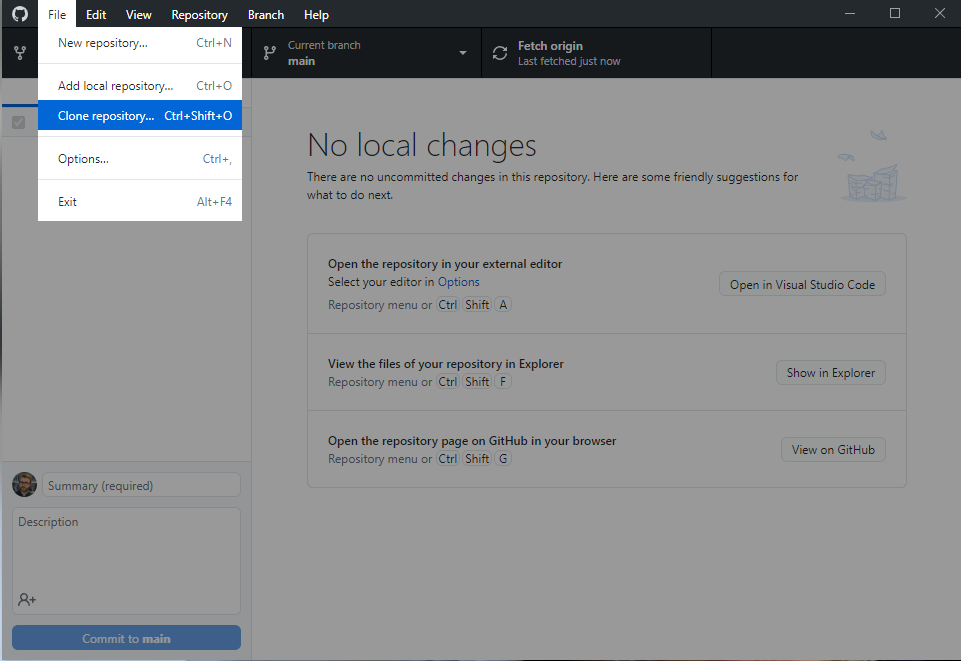 File Edit View Repository Branch Help
New repository... Ctrl+N
Add local repository... Ctrl+O
Clone repository... Ctrl+Shift+O
Options... Ctrl+,
Exit Alt+F4
Current branch
main
Fetch origin
Last fetched just now
No local changes
There are no uncommitted changes in this repository. Here are some friendly suggestions for
what to do next.
Open the repository in your external editor
Select your editor in Options
Repository menu or Ctrl Shift A
Open in Visual Studio Code
View the files of your repository in Explorer
Repository menu or Ctrl Shift F
Show in Explorer
Open the repository page on GitHub in your browser
Repository menu or Ctrl Shift G
View on GitHub
Summary (required)
Description
Commit to main